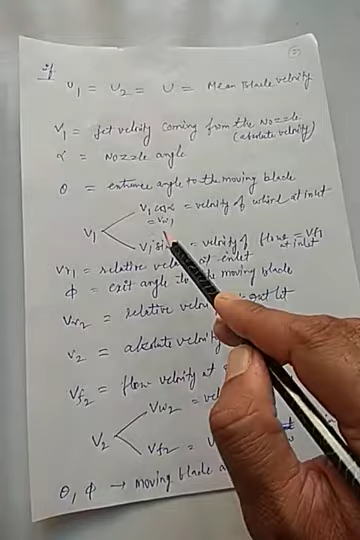 if
U1 = U2 = U = Mean Blade velocity
V1 = Jet velocity coming from the Nozzle (absolute velocity)
α = Nozzle angle
θ = entrance angle to the moving blade
V1 cosα = velocity of whirl at inlet
= Vw1
V1
V1 sin = velocity of flow at inlet = Vf1
Vr1 = relative velocity at inlet
ϕ = exit angle to the moving blade
Vr2 = relative velocity outlet
V2 = absolute velocity
Vf2 = flow velocity at
Vw2 =
V2
Vf2 =
θ, ϕ → moving blade